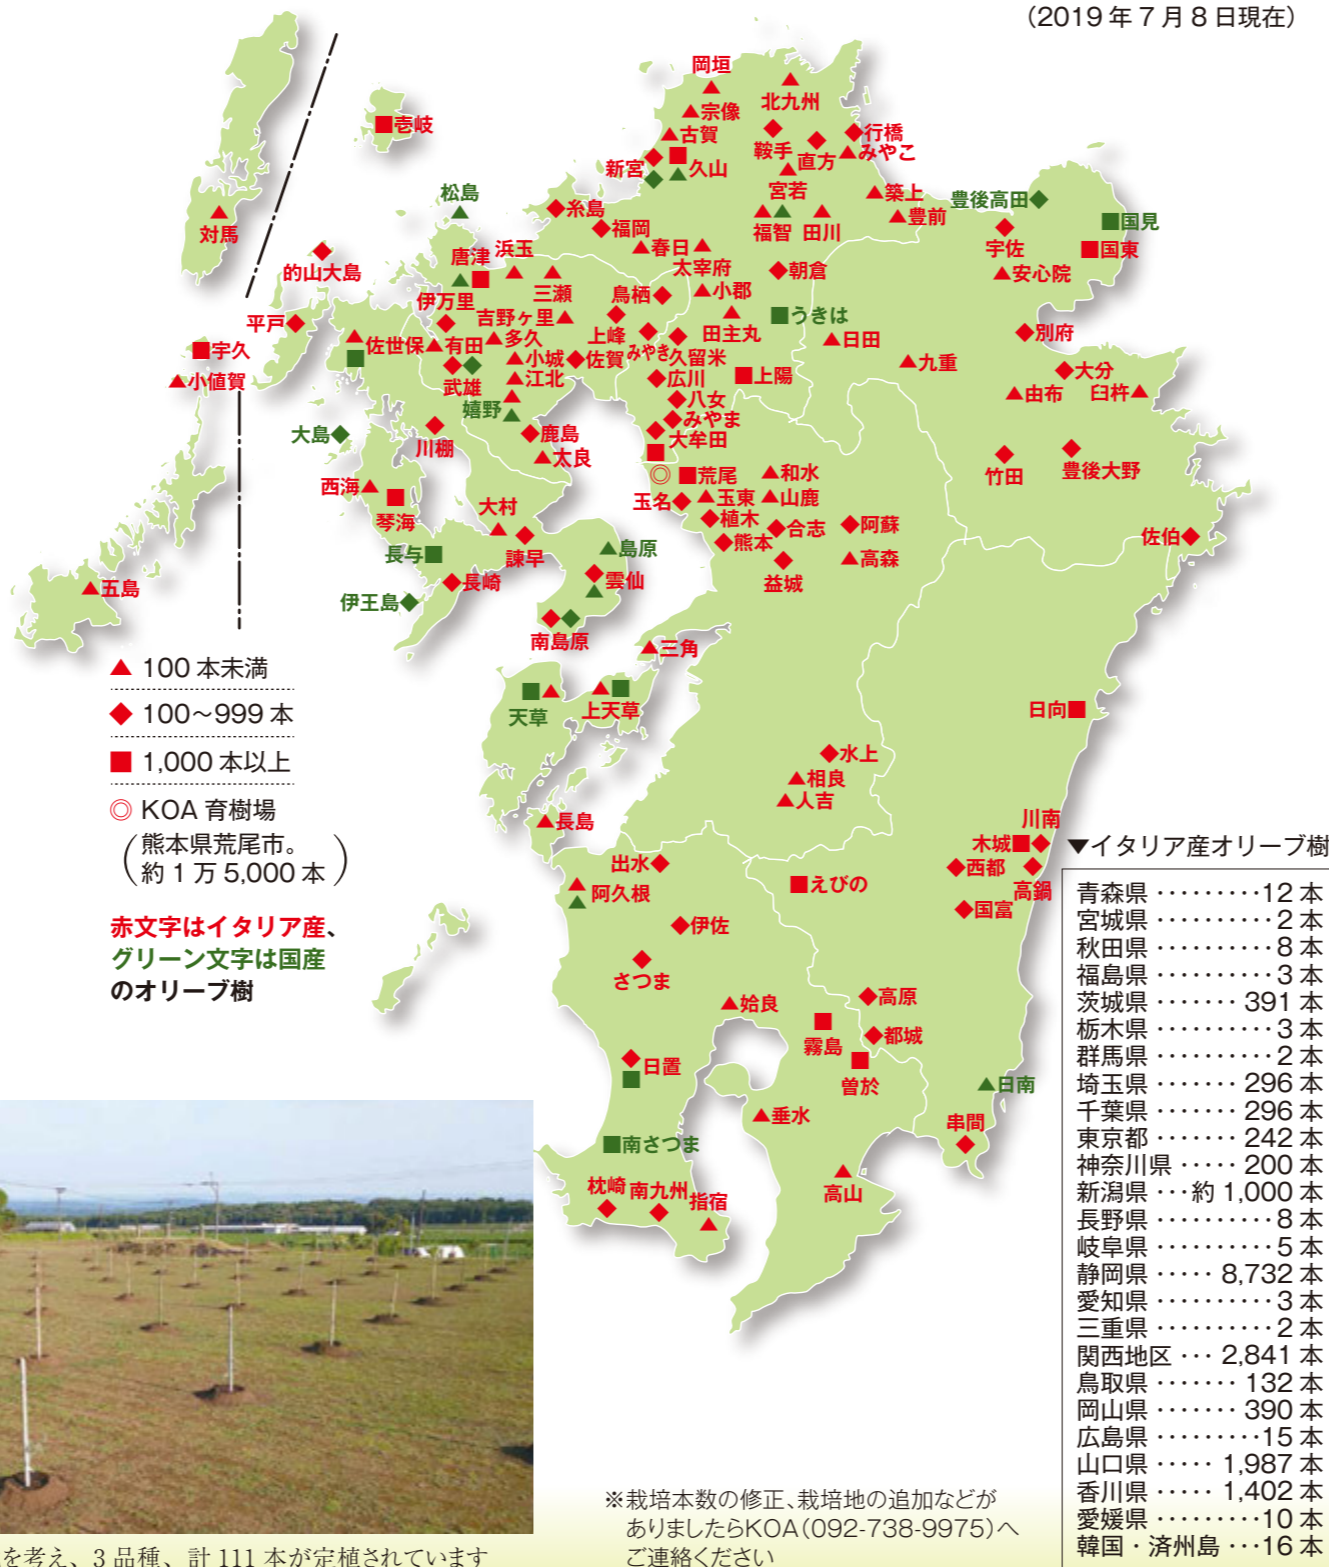 (2019年7月8日現在)
岡垣
北九州
宗像
古賀
鞍手
直方
行橋
みやこ
新宮
久山
宮若
築上
豊前
福智
田川
壱岐
対馬
松島
糸島
福岡
春日
太宰府
朝倉
豊後高田
国見
宇佐
国東
安心院
的山大島
唐津
浜玉
三瀬
鳥栖
小郡
伊万里
吉野ヶ里
上峰
田主丸
うきは
平戸
佐世保
有田
多久
みやき
久留米
日田
別府
宇久
小値賀
武雄
小城
佐賀
江北
広川
上陽
九重
大分
由布
臼杵
嬉野
八女
みやま
大島
川棚
鹿島
大牟田
太良
竹田
豊後大野
西海
琴海
荒尾
和水
玉名
玉東
山鹿
大村
植木
合志
阿蘇
佐伯
諫早
熊本
長与
島原
益城
高森
五島
長崎
雲仙
伊王島
南島原
三角
天草
上天草
▲ 100本未満
◆ 100～999本
■ 1,000本以上
◎ KOA育樹場
(熊本県荒尾市。
約1万5,000本)
赤文字はイタリア産、
グリーン文字は国産
のオリーブ樹
日向
水上
相良
人吉
長島
川南
木城
出水
えびの
西都
高鍋
阿久根
国富
伊佐
さつま
姶良
高原
霧島
都城
日置
曽於
日南
垂水
串間
南さつま
高山
枕崎
南九州
指宿
▼イタリア産オリーブ樹
青森県 ‥‥‥‥‥12本
宮城県 ‥‥‥‥‥2本
秋田県 ‥‥‥‥‥8本
福島県 ‥‥‥‥‥3本
茨城県 ‥‥‥‥391本
栃木県 ‥‥‥‥‥3本
群馬県 ‥‥‥‥‥2本
埼玉県 ‥‥‥‥296本
千葉県 ‥‥‥‥296本
東京都 ‥‥‥‥242本
神奈川県 ‥‥‥200本
新潟県 ‥‥約1,000本
長野県 ‥‥‥‥‥8本
岐阜県 ‥‥‥‥‥5本
静岡県 ‥‥‥8,732本
愛知県 ‥‥‥‥‥3本
三重県 ‥‥‥‥‥2本
関西地区 ‥‥2,841本
鳥取県 ‥‥‥‥132本
岡山県 ‥‥‥‥390本
広島県 ‥‥‥‥‥15本
山口県 ‥‥‥1,987本
香川県 ‥‥‥1,402本
愛媛県 ‥‥‥‥‥10本
韓国・済州島 ‥‥16本
※栽培本数の修正、栽培地の追加などが
ありましたらKOA(092-738-9975)へ
ご連絡ください
を考え、3品種、計111本が定植されています